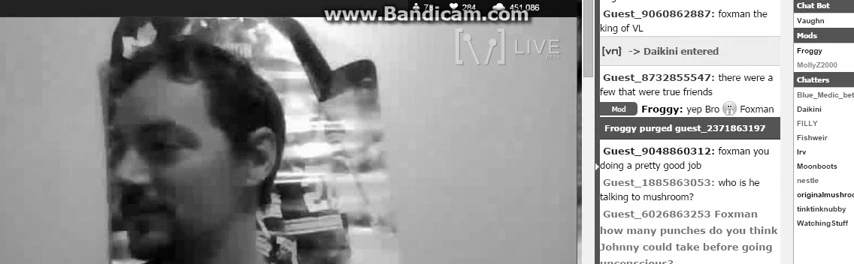 www.Bandicam.com
284
451,086
[\/] LIVE
Guest_9060862887: foxman the
king of VL
[vn] -> Daikini entered
Guest_8732855547: there were a
few that were true friends
Mod Froggy: yep Bro Foxman
Froggy purged guest_2371863197
Guest_9048860312: foxman you
doing a pretty good job
Guest_1885863053: who is he
talking to mushroom?
Guest_6026863253 Foxman
how many punches do you think
Johnny could take before going
unconscious?
Chat Bot
Vaughn
Mods
Froggy
MollyZ2000
Chatters
Blue_Medic_bet
Daikini
FILLY
Fishweir
Irv
Moonboots
nestle
originalmushroo
tinktinknubby
WatchingStuff